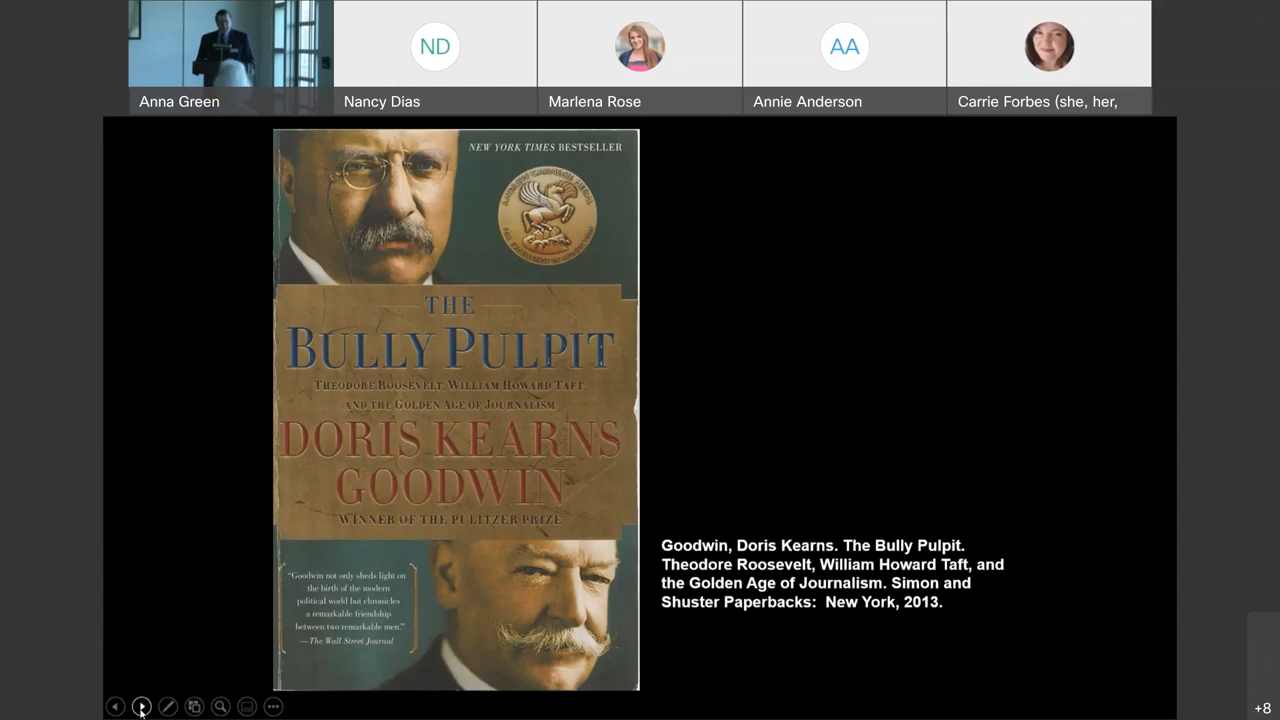 Anna Green
ND
Nancy Dias
Marlena Rose
AA
Annie Anderson
Carrie Forbes (she, her,
NEW YORK TIMES BESTSELLER
ANDREW CARNEGIE MEDAL
THE
BULLY PULPIT
THEODORE ROOSEVELT, WILLIAM HOWARD TAFT,
AND THE GOLDEN AGE OF JOURNALISM
DORIS KEARNS
GOODWIN
WINNER OF THE PULITZER PRIZE
“Goodwin not only sheds light on
the birth of the modern
political world but chronicles
a remarkable friendship
between two remarkable men.”
—The Wall Street Journal
Goodwin, Doris Kearns. The Bully Pulpit.
Theodore Roosevelt, William Howard Taft, and
the Golden Age of Journalism. Simon and
Shuster Paperbacks: New York, 2013.
+8